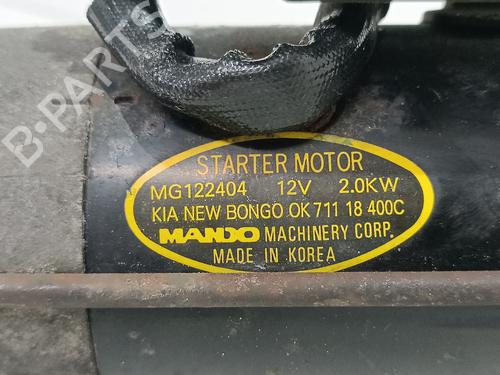 B-PARTS
STARTER MOTOR
MG122404 12V 2.0KW
KIA NEW BONGO OK711 18 400C
MANDO MACHINERY CORP.
MADE IN KOREA